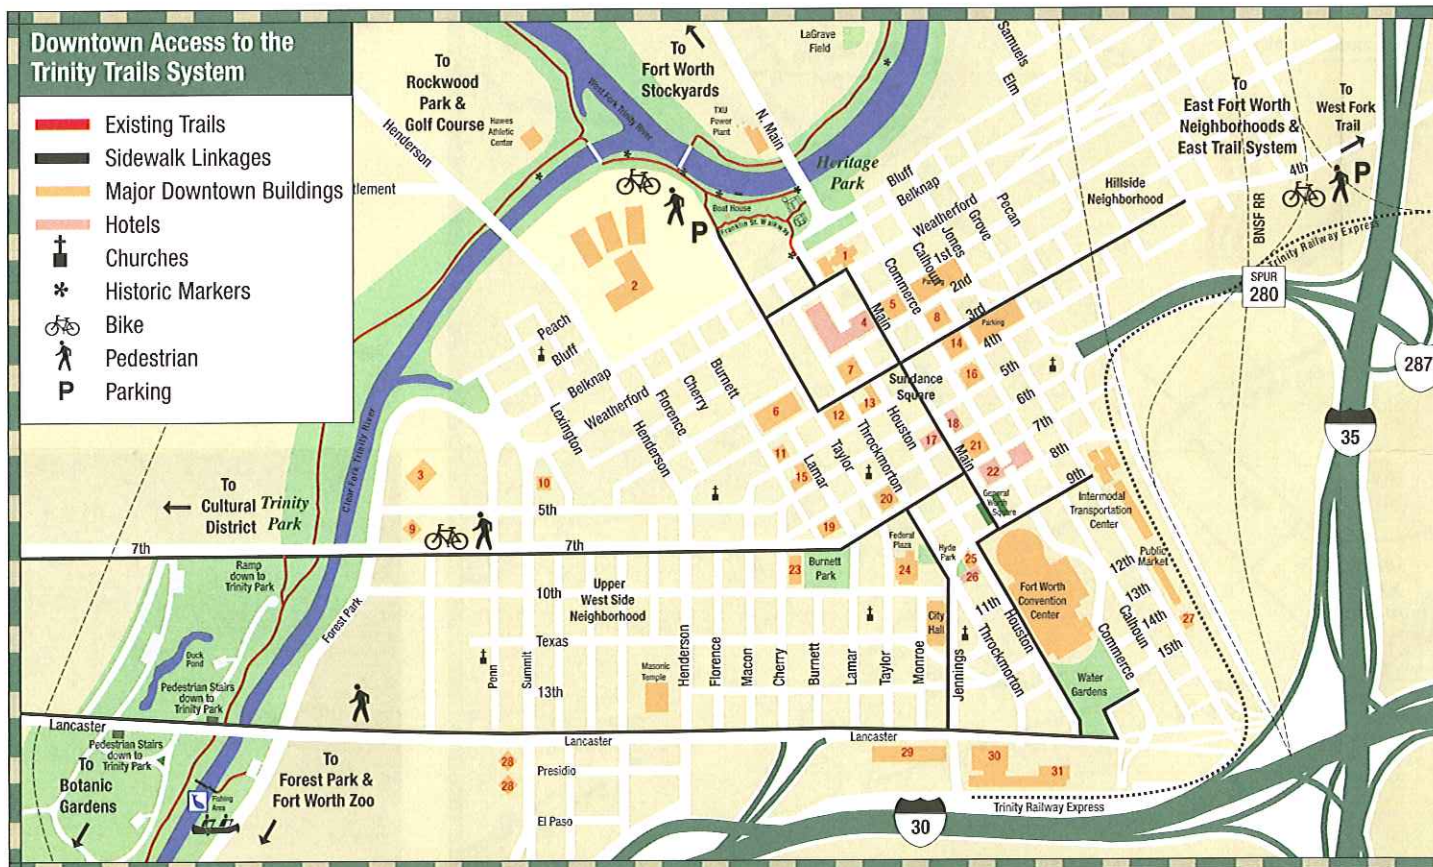 Downtown Access to the
Trinity Trails System
Existing Trails
Sidewalk Linkages
Major Downtown Buildings
Hotels
Churches
Historic Markers
Bike
Pedestrian
P Parking
To
Rockwood
Park &
Golf Course
To
Fort Worth
Stockyards
LaGrave
Field
Samuels
Elm
To
East Fort Worth
Neighborhoods &
East Trail System
To
West Fork
Trail
4th
P
Henderson
Hawes
Athletic
Center
West Fork Trinity River
TXU
Power
Plant
N. Main
Heritage
Park
tlement
Boat House
Franklin St. Walkway
P
Bluff
Belknap
Weatherford
Pecan
Grove
Jones
Calhoun
Commerce
Main
Hillside
Neighborhood
BNSF RR
Trinity Railway Express
SPUR
280
287
35
1
2
1st
Parking
2nd
3rd
5
4
8
Parking
14
4th
7
16
5th
Sundance
Square
6th
7th
8th
9th
Peach
Bluff
Belknap
Weatherford
Lexington
Florence
Henderson
Cherry
Burnett
6
12
13
Houston
Throckmorton
Taylor
Lamar
11
15
17
18
Main
21
22
20
19
General
Worth
Square
Intermodal
Transportation
Center
Clear Fork Trinity River
3
10
9
5th
To
Cultural
District
Trinity
Park
7th
7th
Ramp
down to
Trinity Park
Forest Park
Duck
Pond
Pedestrian Stairs
down to
Trinity Park
Pedestrian Stairs
down to
Trinity Park
10th
Upper
West Side
Neighborhood
Texas
13th
Masonic
Temple
23
Burnett
Park
Federal
Plaza
24
Hyde
Park
25
26
City
Hall
Fort Worth
Convention
Center
11th
12th
13th
14th
15th
Public
Market
27
Calhoun
Commerce
Houston
Throckmorton
Water
Gardens
Penn
Summit
Henderson
Florence
Macon
Cherry
Burnett
Lamar
Taylor
Monroe
Jennings
Lancaster
Lancaster
Lancaster
28
28
Presidio
El Paso
29
30
31
Trinity Railway Express
30
To
Botanic
Gardens
Fishing
Area
To
Forest Park &
Fort Worth Zoo